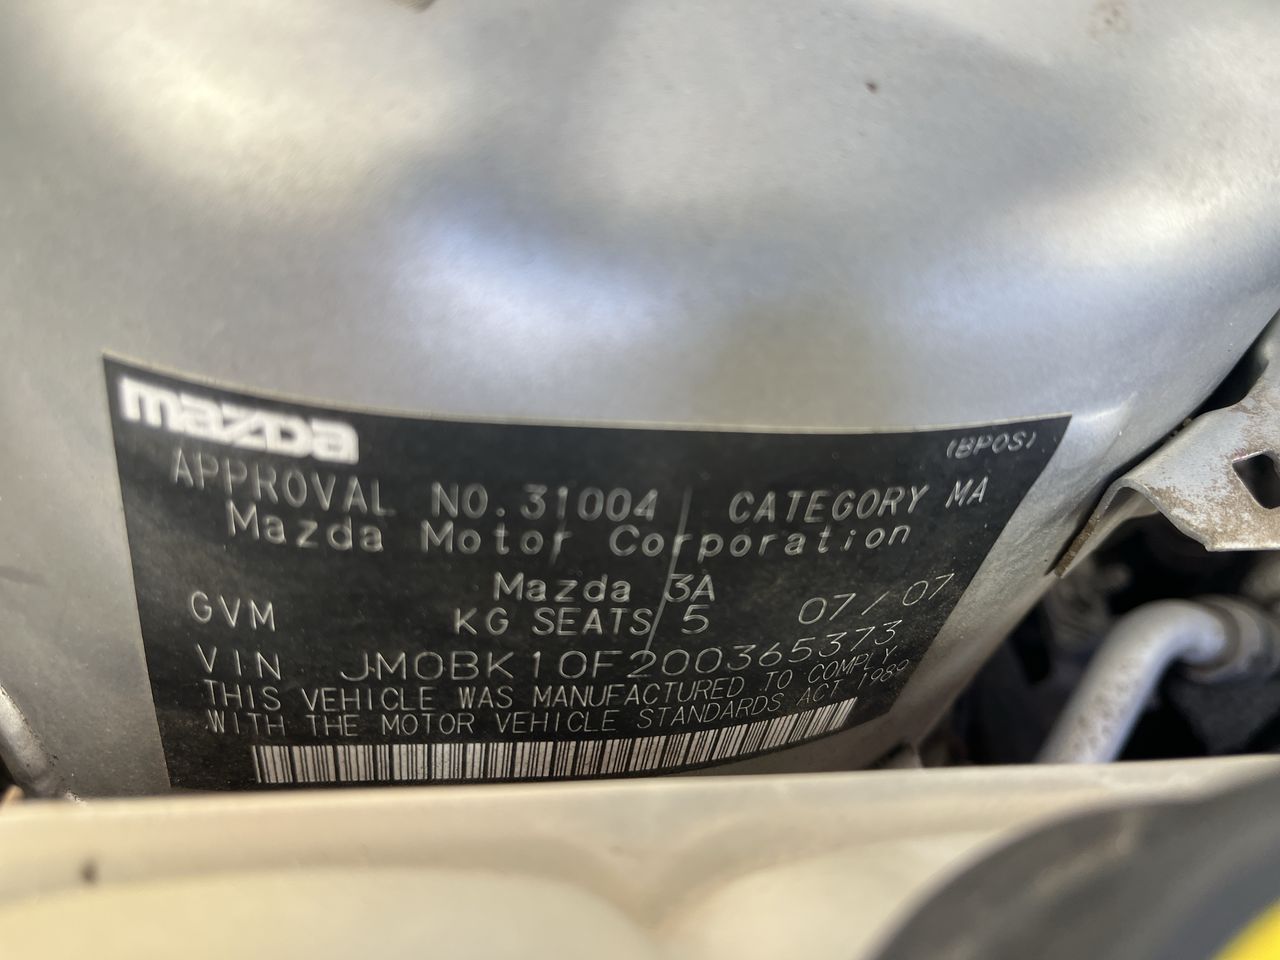 mazda
(BP0S)
APPROVAL NO. 31004 CATEGORY MA
Mazda Motor Corporation
Mazda 3A
GVM KG SEATS 5 07/07
VIN JM0BK10F200365373
THIS VEHICLE WAS MANUFACTURED TO COMPLY
WITH THE MOTOR VEHICLE STANDARDS ACT 1989